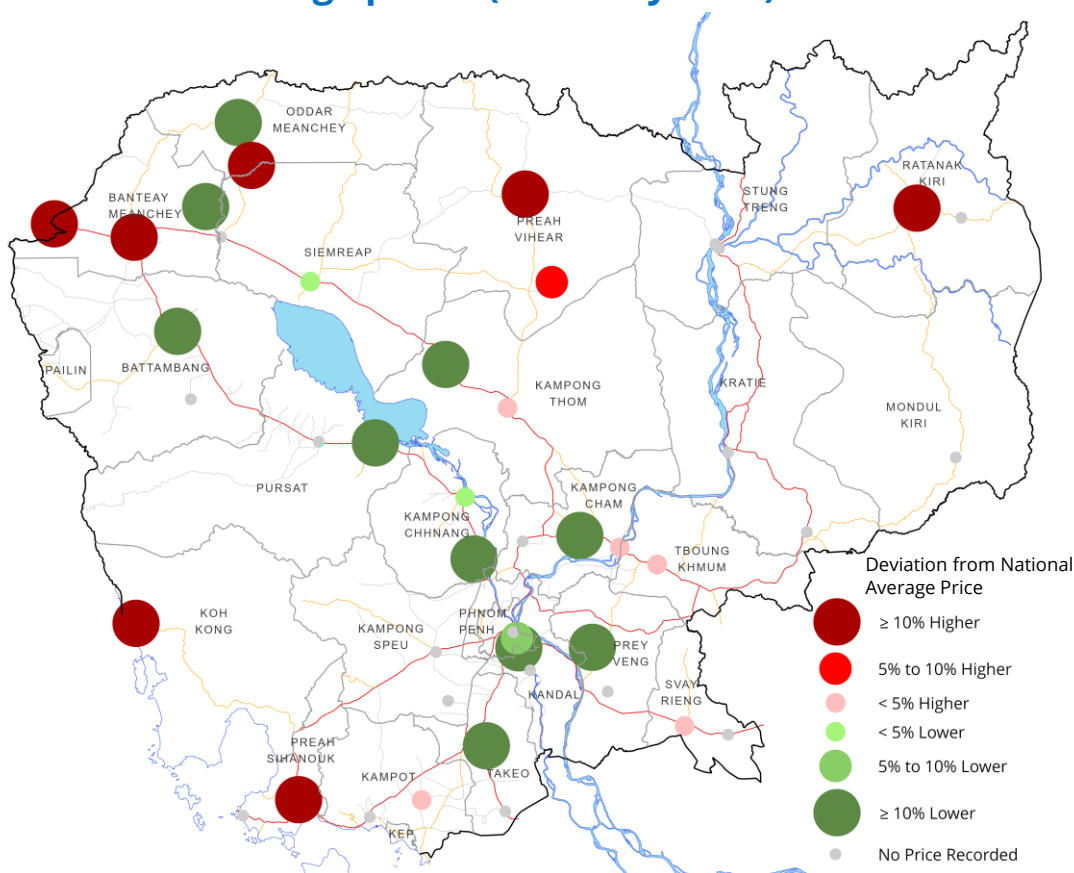 ODDAR
MEANCHEY
RATANAK
KIRI
BANTEAY
MEANCHEY
STUNG
TRENG
PREAH
VIHEAR
SIEMREAP
PAILIN
BATTAMBANG
KAMPONG
THOM
KRATIE
MONDUL
KIRI
PURSAT
KAMPONG
CHAM
KAMPONG
CHHNANG
TBOUNG
KHMUM
KOH
KONG
KAMPONG
SPEU
PHNOM
PENH
PREY
VENG
KANDAL
SVAY
RIENG
PREAH
SIHANOUK
KAMPOT
TAKEO
KEP
Deviation from National
Average Price
≥ 10% Higher
5% to 10% Higher
< 5% Higher
< 5% Lower
5% to 10% Lower
≥ 10% Lower
No Price Recorded